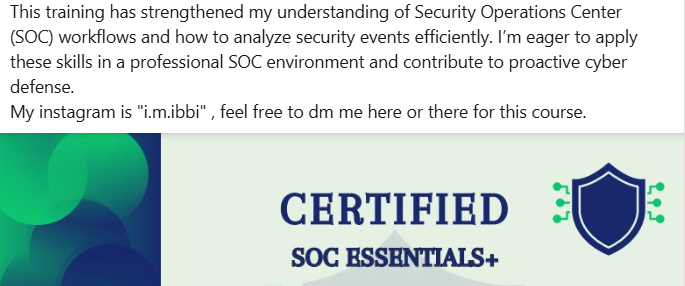 This training has strengthened my understanding of Security Operations Center
(SOC) workflows and how to analyze security events efficiently. I’m eager to apply
these skills in a professional SOC environment and contribute to proactive cyber
defense.
My instagram is "i.m.ibbi" , feel free to dm me here or there for this course.
CERTIFIED
SOC ESSENTIALS+